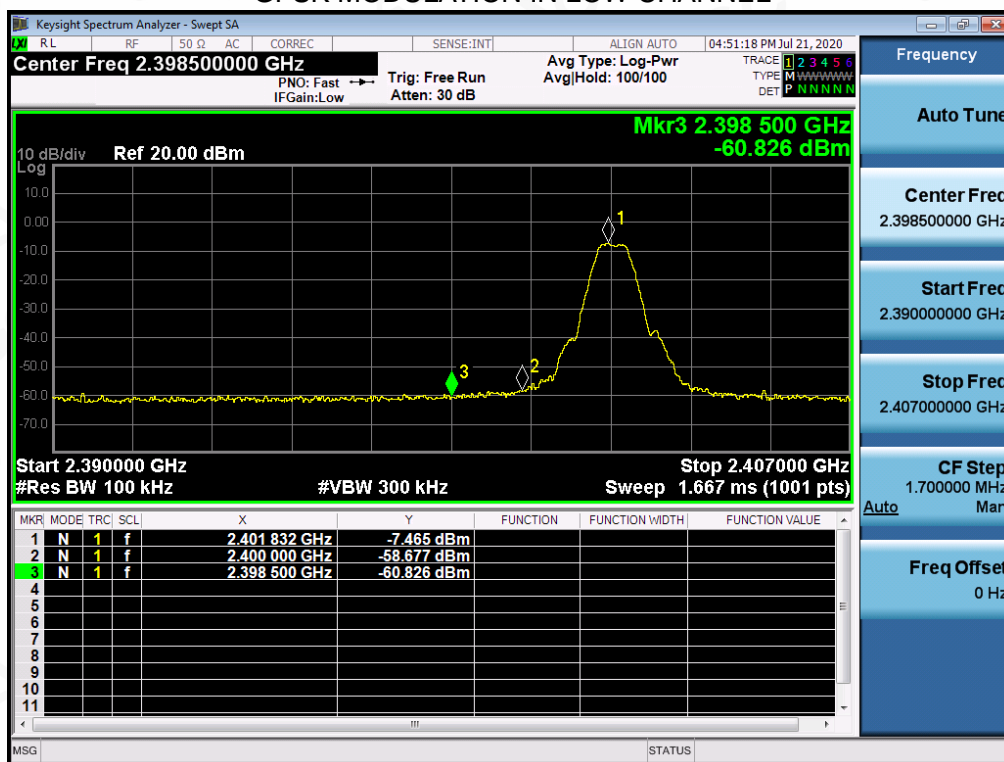 Keysight Spectrum Analyzer - Swept SA
LXI RL RF 50 Ω AC CORREC SENSE:INT ALIGN AUTO 04:51:18 PM Jul 21, 2020
Center Freq 2.398500000 GHz
PNO: Fast
IFGain:Low
Trig: Free Run
Atten: 30 dB
Avg Type: Log-Pwr
Avg|Hold: 100/100
TRACE 1 2 3 4 5 6
TYPE M WWWWW
DET P N N N N N
Mkr3 2.398 500 GHz
-60.826 dBm
10 dB/div Ref 20.00 dBm
Log
10.0
0.00
-10.0
-20.0
-30.0
-40.0
-50.0
-60.0
-70.0
1
2
3
Start 2.390000 GHz Stop 2.407000 GHz
#Res BW 100 kHz #VBW 300 kHz Sweep 1.667 ms (1001 pts)
MKR MODE TRC SCL X Y FUNCTION FUNCTION WIDTH FUNCTION VALUE
1 N 1 f 2.401 832 GHz -7.465 dBm
2 N 1 f 2.400 000 GHz -58.677 dBm
3 N 1 f 2.398 500 GHz -60.826 dBm
4
5
6
7
8
9
10
11
MSG STATUS
Frequency
Auto Tune
Center Freq
2.398500000 GHz
Start Freq
2.390000000 GHz
Stop Freq
2.407000000 GHz
CF Step
1.700000 MHz
Auto Man
Freq Offset
0 Hz